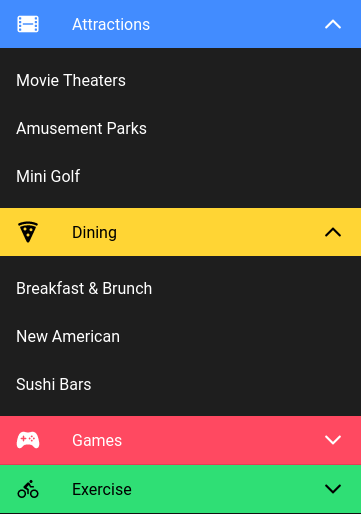 Attractions
Movie Theaters
Amusement Parks
Mini Golf
Dining
Breakfast & Brunch
New American
Sushi Bars
Games
Exercise